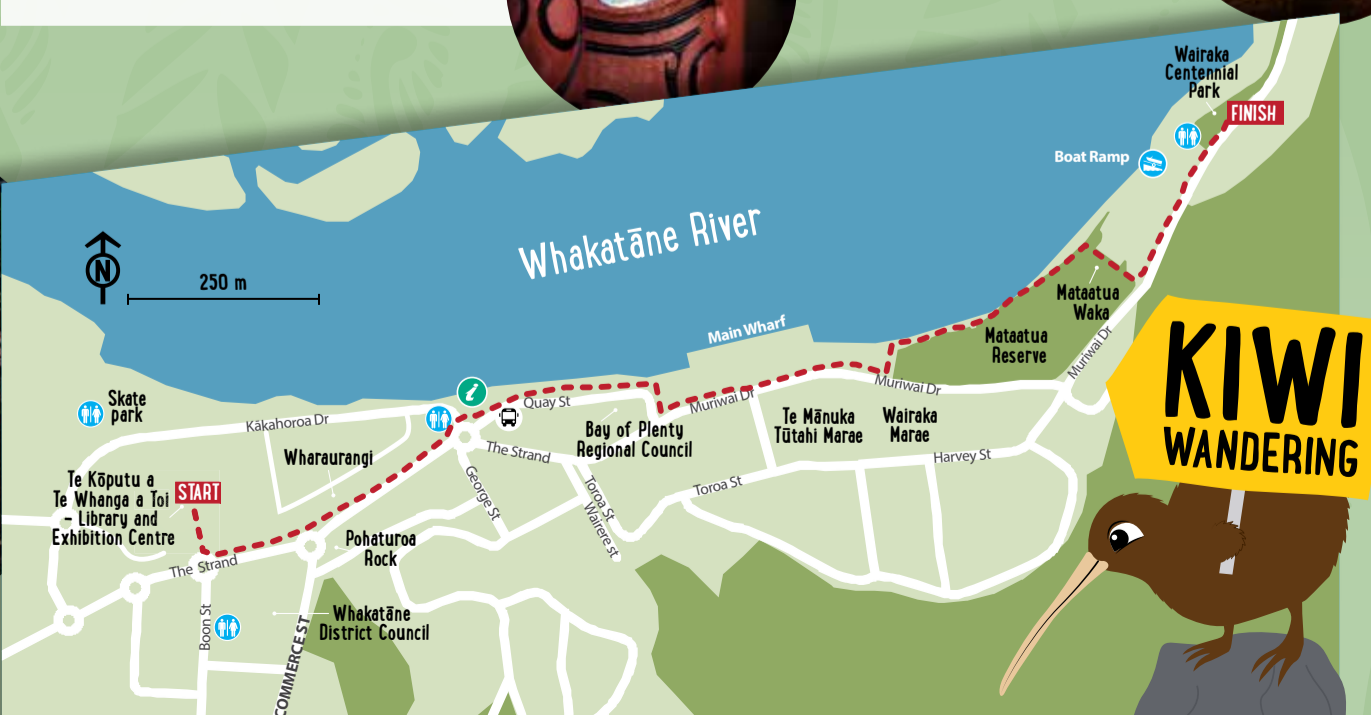 Wairaka
Centennial
Park
FINISH
Boat Ramp
Whakatāne River
N
250 m
Mataatua
Waka
Main Wharf
Mataatua
Reserve
Muriwai Dr
KIWI
WANDERING
Skate
park
i
Quay St
Muriwai Dr
Muriwai Dr
Kākahoroa Dr
Bay of Plenty
Regional Council
Te Mānuka
Tūtahi Marae
Wairaka
Marae
The Strand
Harvey St
Wharaurangi
Te Kōputu a
Te Whanga a Toi
– Library and
Exhibition Centre
START
George St
Toroa St
Wairere st
Toroa St
Pohaturoa
Rock
The Strand
Boon St
Whakatāne
District Council
COMMERCE ST